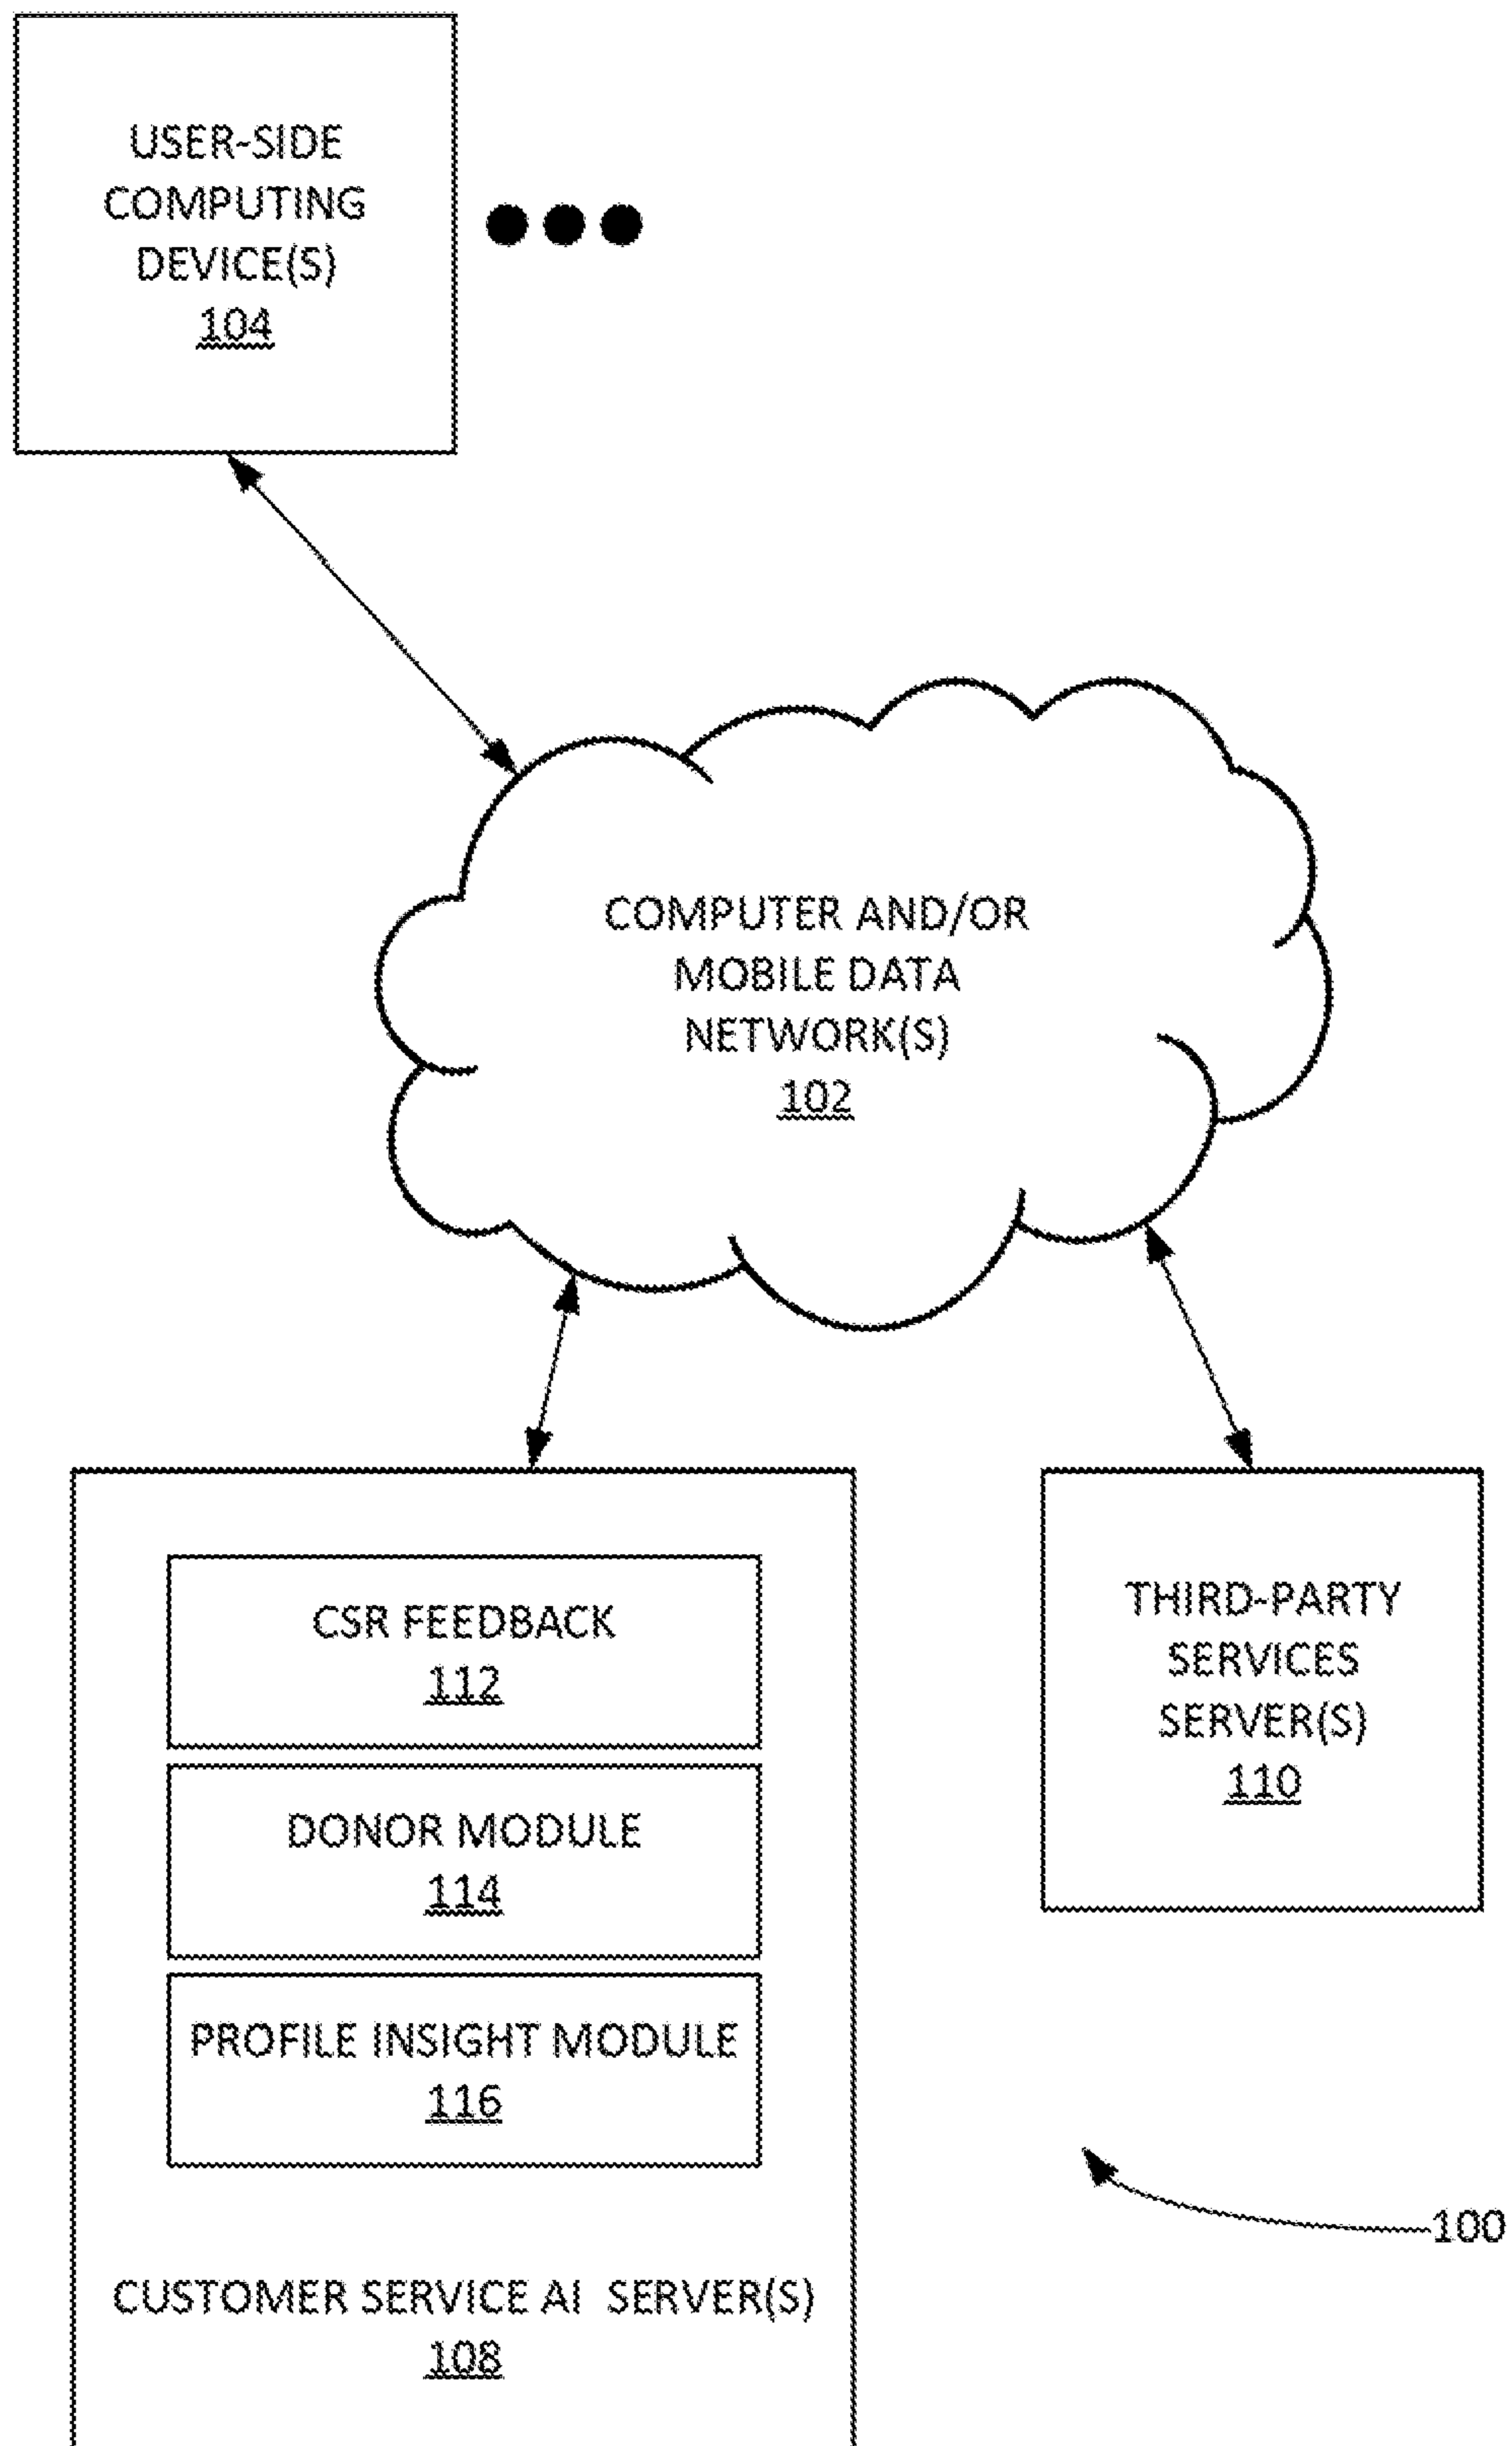 USER-SIDE
COMPUTING
DEVICE(S)
104
COMPUTER AND/OR
MOBILE DATA
NETWORK(S)
102
CSR FEEDBACK
112
DONOR MODULE
114
PROFILE INSIGHT MODULE
116
CUSTOMER SERVICE AI SERVER(S)
108
THIRD-PARTY
SERVICES
SERVER(S)
110
100